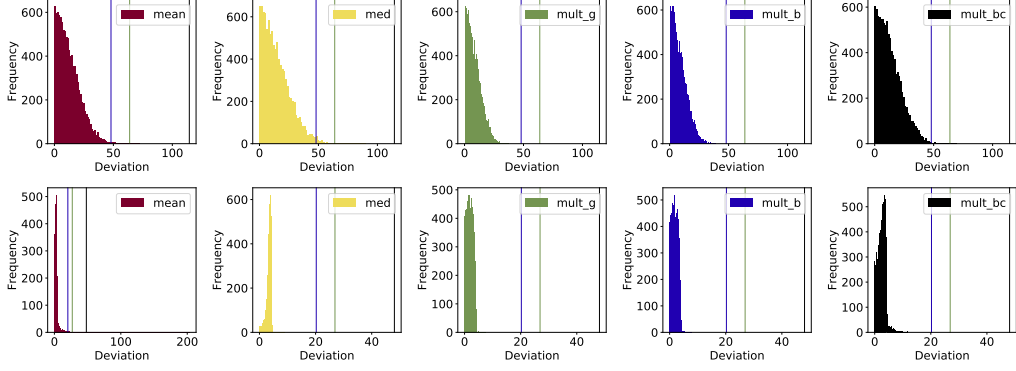 mean
med
mult_g
mult_b
mult_bc
Frequency Frequency Frequency Frequency Frequency
600 600 600 600 600
400 400 400 400 400
200 200 200 200 200
0 0 0 0 0
0 50 100 0 50 100 0 50 100 0 50 100 0 50 100
Deviation Deviation Deviation Deviation Deviation
mean
med
mult_g
mult_b
mult_bc
Frequency Frequency Frequency Frequency Frequency
500 600 500 500 500
400 400 400 400
300 400 300 300 300
200 200 200 200 200
100 100 100 100
0 0 0 0 0
0 100 200 0 20 40 0 20 40 0 20 40 0 20 40
Deviation Deviation Deviation Deviation Deviation